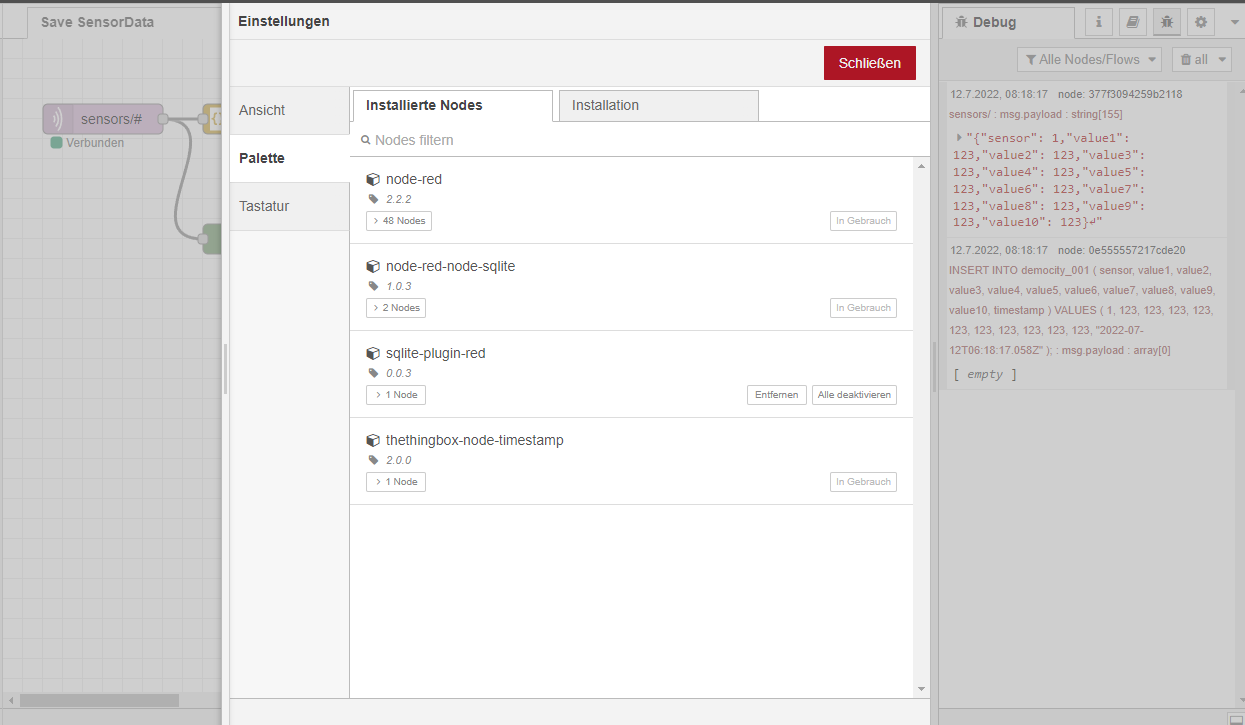 Save SensorData
sensors/#
Verbunden
Einstellungen
Schließen
Ansicht
Palette
Tastatur
Installierte Nodes
Installation
Nodes filtern
node-red
2.2.2
48 Nodes
In Gebrauch
node-red-node-sqlite
1.0.3
2 Nodes
In Gebrauch
sqlite-plugin-red
0.0.3
1 Node
Entfernen
Alle deaktivieren
thethingbox-node-timestamp
2.0.0
1 Node
In Gebrauch
Debug
Alle Nodes/Flows
all
12.7.2022, 08:18:17 node: 377f3094259b2118
sensors/ : msg.payload : string[155]
"{"sensor": 1,"value1":
123,"value2": 123,"value3":
123,"value4": 123,"value5":
123,"value6": 123,"value7":
123,"value8": 123,"value9":
123,"value10": 123}↵"
12.7.2022, 08:18:17 node: 0e555557217cde20
INSERT INTO democity_001 ( sensor, value1, value2,
value3, value4, value5, value6, value7, value8, value9,
value10, timestamp ) VALUES ( 1, 123, 123, 123, 123,
123, 123, 123, 123, 123, 123, "2022-07-
12T06:18:17.058Z" ); : msg.payload : array[0]
[ empty ]